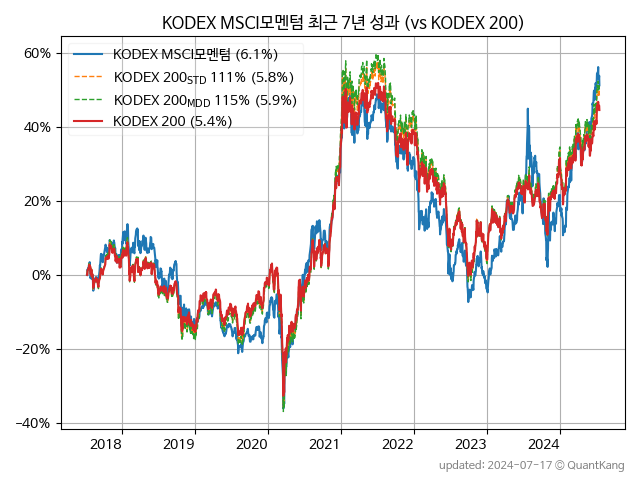 KODEX MSCI모멘텀 최근 7년 성과 (vs KODEX 200)
KODEX MSCI모멘텀 (6.1%)
KODEX 200STD 111% (5.8%)
KODEX 200MDD 115% (5.9%)
KODEX 200 (5.4%)
60%
40%
20%
0%
−20%
−40%
2018 2019 2020 2021 2022 2023 2024
updated: 2024-07-17 © QuantKang